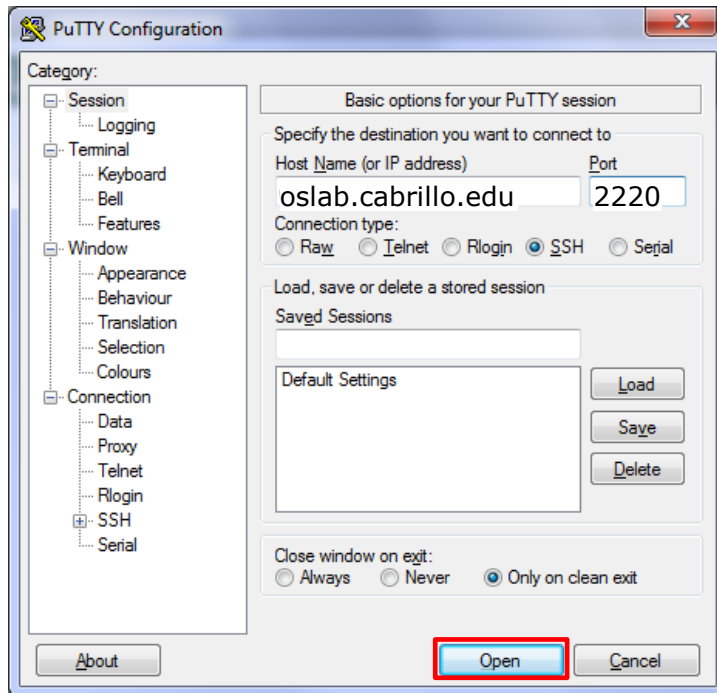 PuTTY Configuration
Category:
Session
Logging
Terminal
Keyboard
Bell
Features
Window
Appearance
Behaviour
Translation
Selection
Colours
Connection
Data
Proxy
Telnet
Rlogin
SSH
Serial
Basic options for your PuTTY session
Specify the destination you want to connect to
Host Name (or IP address) Port
oslab.cabrillo.edu 2220
Connection type:
Raw Telnet Rlogin SSH Serial
Load, save or delete a stored session
Saved Sessions
Default Settings
Load
Save
Delete
Close window on exit:
Always Never Only on clean exit
About Open Cancel